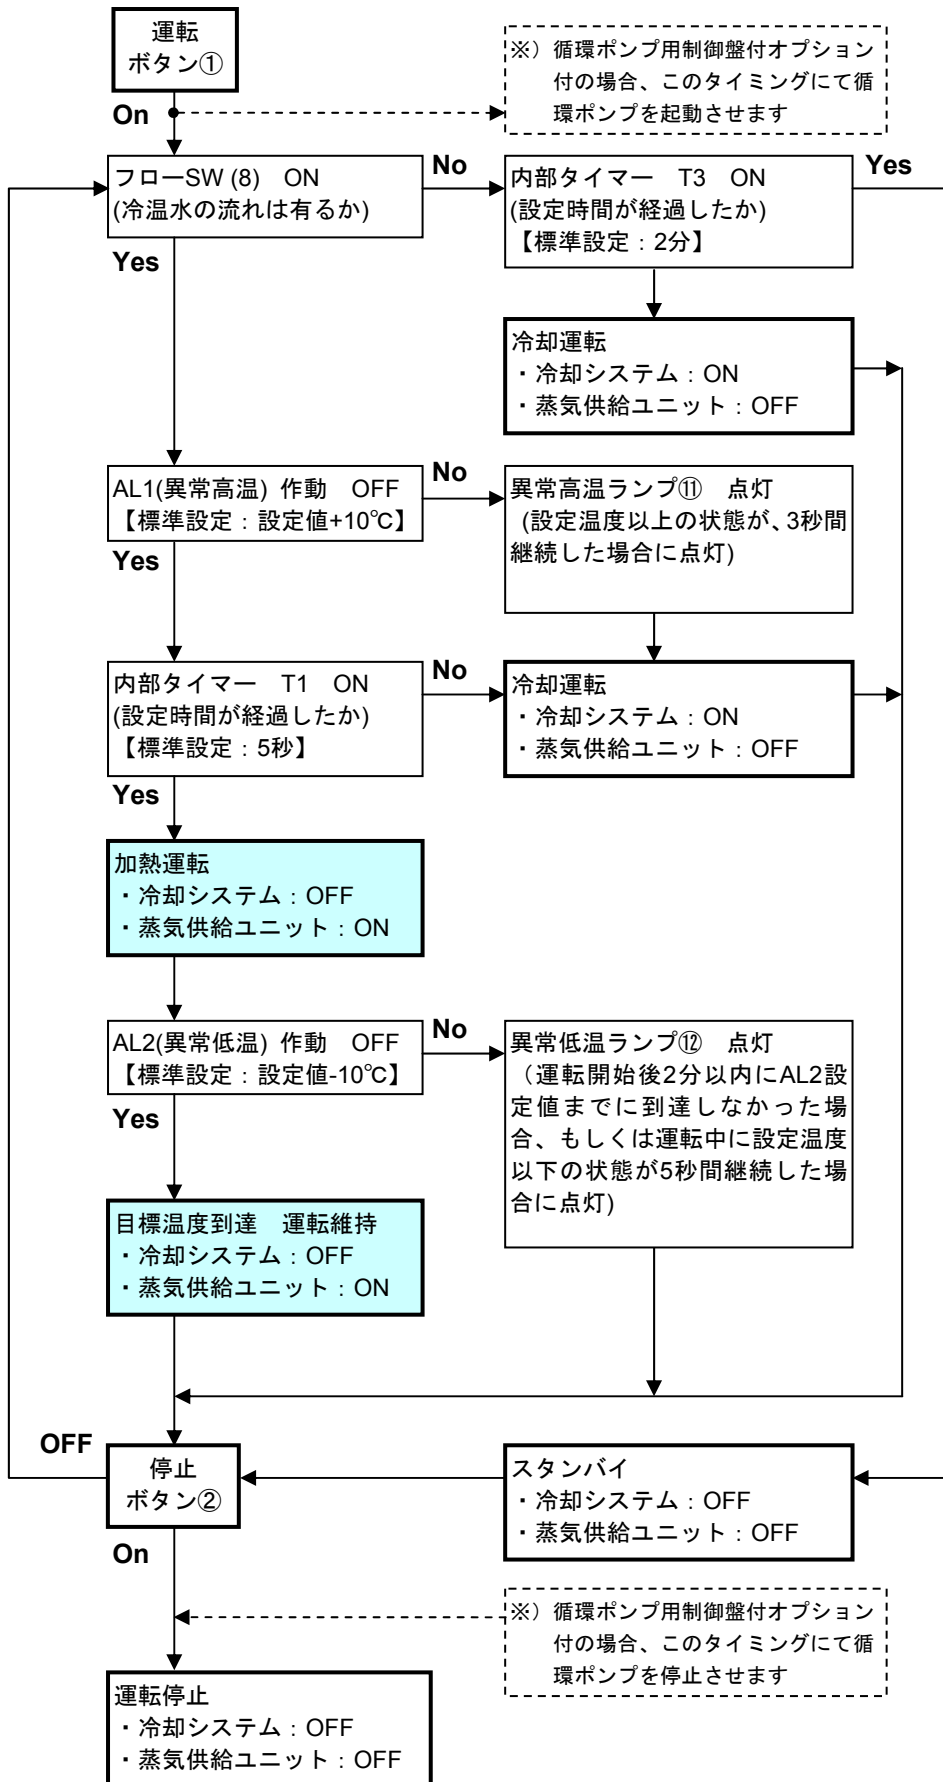 運転
ボタン①
※）循環ポンプ用制御盤付オプション
付の場合、このタイミングにて循
環ポンプを起動させます
On
フローSW (8)　ON
(冷温水の流れは有るか)
No
内部タイマー　T3　ON
(設定時間が経過したか)
【標準設定：2分】
Yes
Yes
冷却運転
・冷却システム：ON
・蒸気供給ユニット：OFF
AL1(異常高温) 作動　OFF
【標準設定：設定値+10℃】
No
異常高温ランプ⑪　点灯
(設定温度以上の状態が、3秒間
継続した場合に点灯)
Yes
内部タイマー　T1　ON
(設定時間が経過したか)
【標準設定：5秒】
No
冷却運転
・冷却システム：ON
・蒸気供給ユニット：OFF
Yes
加熱運転
・冷却システム：OFF
・蒸気供給ユニット：ON
AL2(異常低温) 作動　OFF
【標準設定：設定値-10℃】
No
異常低温ランプ⑫　点灯
（運転開始後2分以内にAL2設
定値までに到達しなかった場
合、もしくは運転中に設定温度
以下の状態が5秒間継続した場
合に点灯)
Yes
目標温度到達　運転維持
・冷却システム：OFF
・蒸気供給ユニット：ON
OFF
停止
ボタン②
スタンバイ
・冷却システム：OFF
・蒸気供給ユニット：OFF
On
※）循環ポンプ用制御盤付オプション
付の場合、このタイミングにて循
環ポンプを停止させます
運転停止
・冷却システム：OFF
・蒸気供給ユニット：OFF